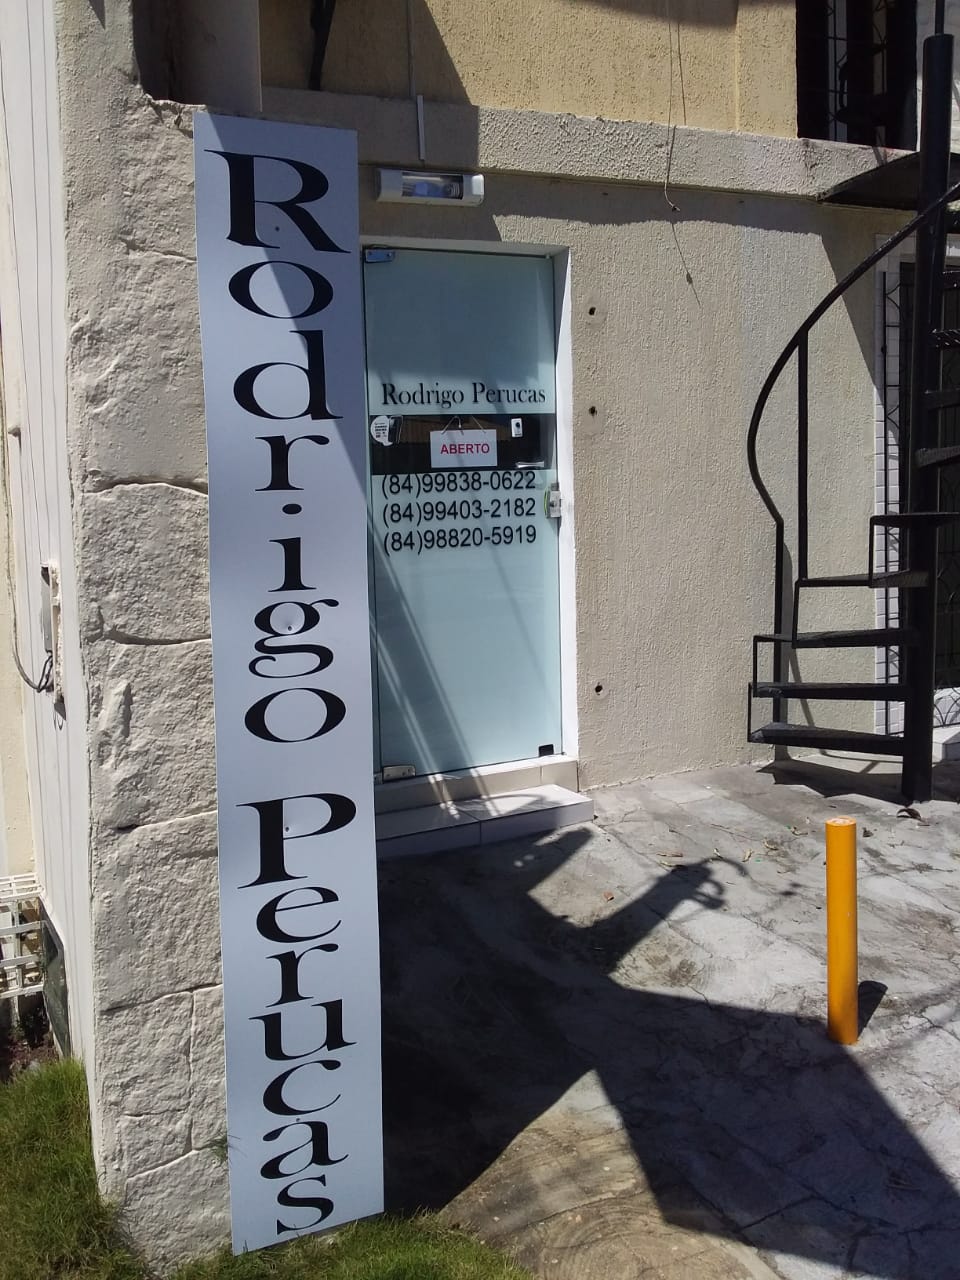 Rodrigo Perucas
Rodrigo Perucas
ABERTO
(84)99838-0622
(84)99403-2182
(84)98820-5919